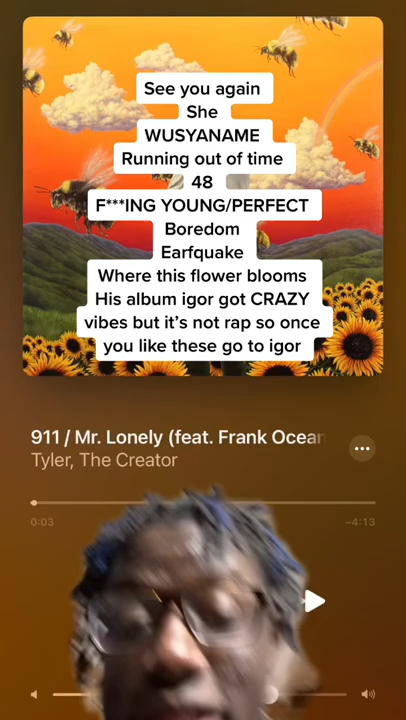 See you again
She
WUSYANAME
Running out of time
48
F***ING YOUNG/PERFECT
Boredom
Earfquake
Where this flower blooms
His album igor got CRAZY
vibes but it’s not rap so once
you like these go to igor
911 / Mr. Lonely (feat. Frank Ocean
Tyler, The Creator
0:03
−4:13